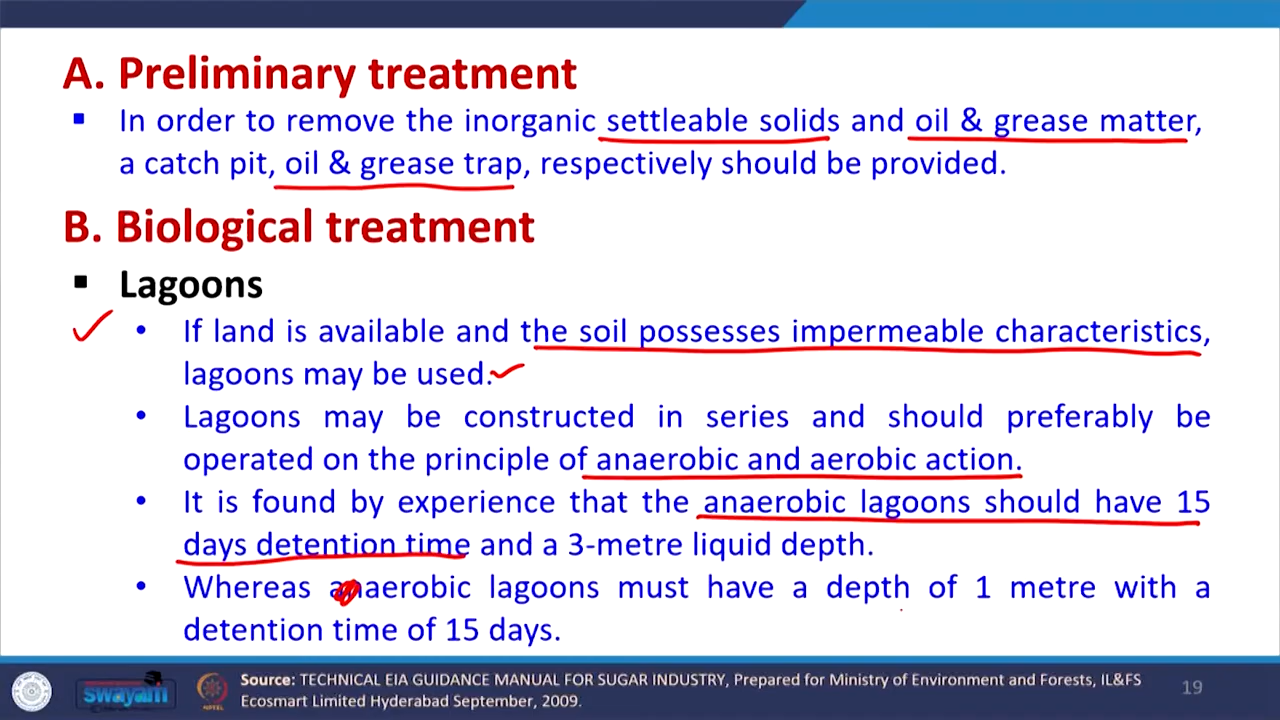 A. Preliminary treatment
▪ In order to remove the inorganic settleable solids and oil & grease matter,
a catch pit, oil & grease trap, respectively should be provided.
B. Biological treatment
▪ Lagoons
• If land is available and the soil possesses impermeable characteristics,
lagoons may be used.
• Lagoons may be constructed in series and should preferably be
operated on the principle of anaerobic and aerobic action.
• It is found by experience that the anaerobic lagoons should have 15
days detention time and a 3-metre liquid depth.
• Whereas anaerobic lagoons must have a depth of 1 metre with a
detention time of 15 days.
swayam
Source: TECHNICAL EIA GUIDANCE MANUAL FOR SUGAR INDUSTRY, Prepared for Ministry of Environment and Forests, IL&FS
Ecosmart Limited Hyderabad September, 2009.
19